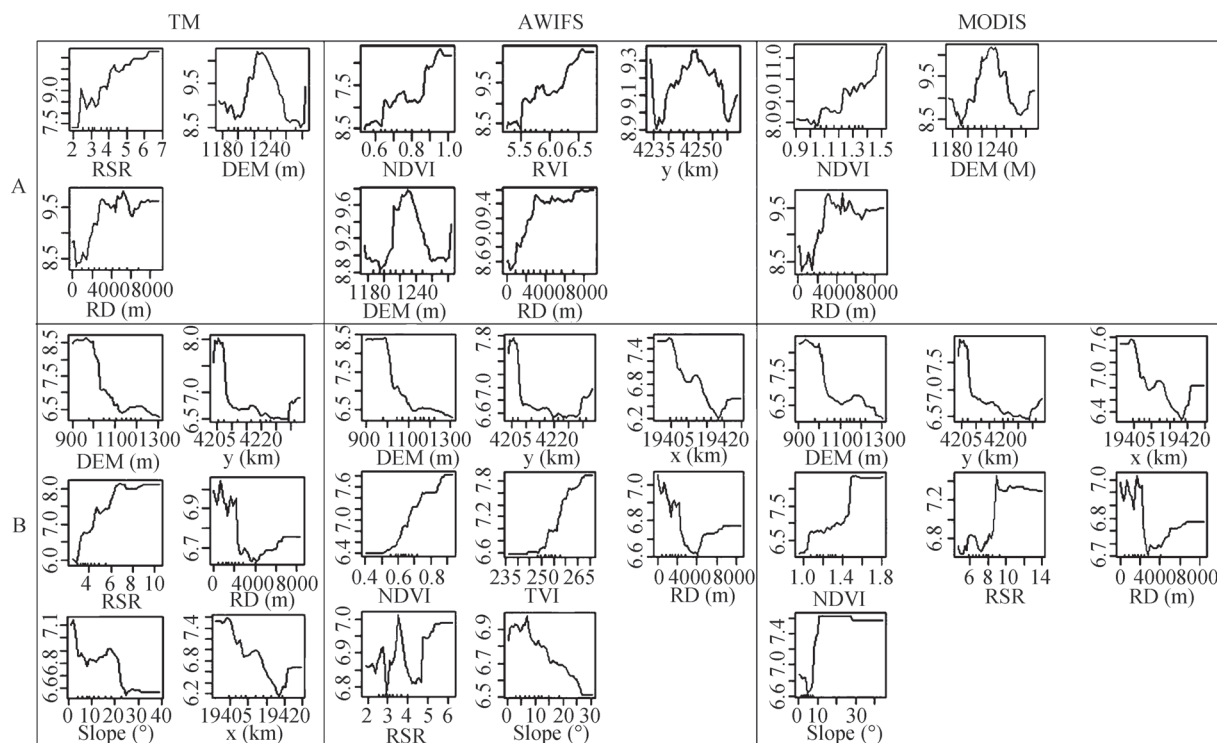 TM
AWIFS
MODIS
A
7.5 9.0
2 3 4 5 6 7
RSR
8.5 9.5
1180 1240
DEM (m)
8.5 7.5
0.6 0.8 1.0
NDVI
8.5 9.5
5.5 6.0 6.5
RVI
8.9 9.1 9.3
4235 4250
y (km)
8.0 9.0 11.0
0.9 1.1 1.3 1.5
NDVI
8.5 9.5
1180 1240
DEM (M)
8.5 9.5
0 4000 8000
RD (m)
8.8 9.2 9.6
1180 1240
DEM (m)
8.6 9.0 9.4
0 4000 8000
RD (m)
8.5 9.5
0 4000 8000
RD (m)
B
6.5 7.5 8.5
900 1100 1300
DEM (m)
6.5 7.0 8.0
4205 4220
y (km)
6.5 7.5 8.5
900 1100 1300
DEM (m)
6.6 7.0 7.8
4205 4220
y (km)
6.2 6.8 7.4
19405 19420
x (km)
6.5 7.5
900 1100 1300
DEM (m)
6.5 7.0 7.5
4205 4200
y (km)
6.4 7.0 7.6
19405 19420
x (km)
6.0 7.0 8.0
4 6 8 10
RSR
6.7 6.9
0 4000 8000
RD (m)
6.4 7.0 7.6
0.4 0.6 0.8
NDVI
6.6 7.2 7.8
235 250 265
TVI
6.6 6.8 7.0
0 4000 8000
RD (m)
6.5 7.5
1.0 1.4 1.8
NDVI
6.8 7.2
6 8 10 14
RSR
6.7 6.8 7.0
0 4000 8000
RD (m)
6.6 6.8 7.1
0 10 20 30 40
Slope (°)
6.2 6.8 7.4
19405 19420
x (km)
6.8 6.9 7.0
2 3 4 5 6
RSR
6.5 6.7 6.9
0 10 20 30
Slope (°)
6.6 7.0 7.4
0 10 30
Slope (°)